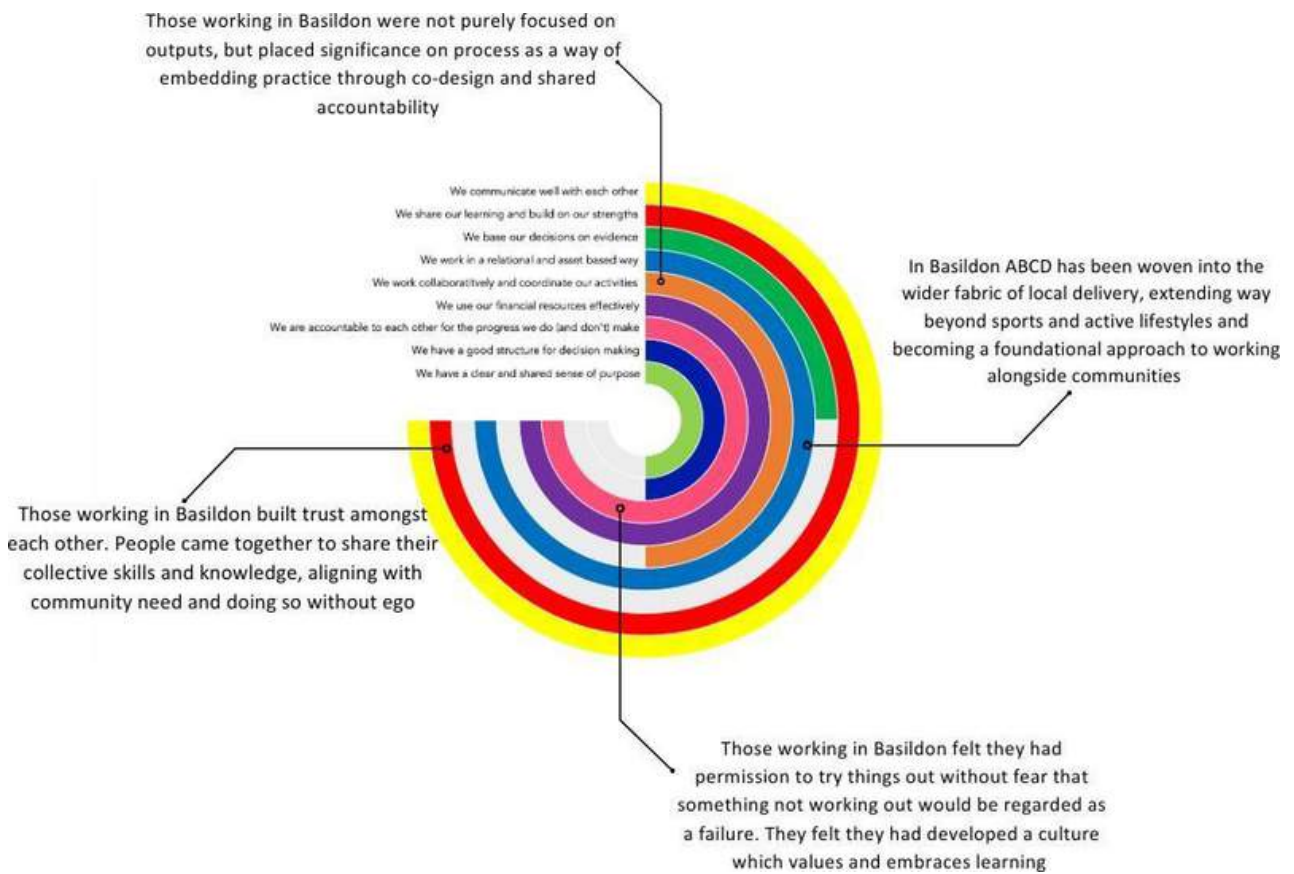 Those working in Basildon were not purely focused on
outputs, but placed significance on process as a way of
embedding practice through co-design and shared
accountability
We communicate well with each other
We share our learning and build on our strengths
We base our decisions on evidence
We work in a relational and asset based way
We work collaboratitvely and coordinate our activities
We use our financial resources effectively
We are accountable to each other for the progress we do (and don't) make
We have a good structure for decision making
We have a clear and shared sense of purpose
In Basildon ABCD has been woven into the
wider fabric of local delivery, extending way
beyond sports and active lifestyles and
becoming a foundational approach to working
alongside communities
Those working in Basildon built trust amongst
each other. People came together to share their
collective skills and knowledge, aligning with
community need and doing so without ego
Those working in Basildon felt they had
permission to try things out without fear that
something not working out would be regarded as
a failure. They felt they had developed a culture
which values and embraces learning